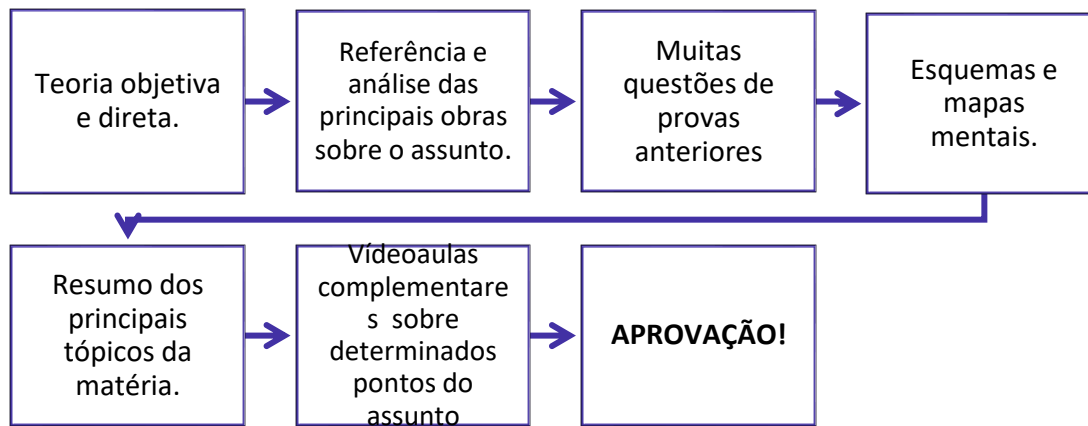 Teoria objetiva
e direta.
Referência e
análise das
principais obras
sobre o assunto.
Muitas
questões de
provas
anteriores
Esquemas e
mapas
mentais.
Resumo dos
principais
tópicos da
matéria.
Vídeoaulas
complementare
s sobre
determinados
pontos do
assunto
APROVAÇÃO!